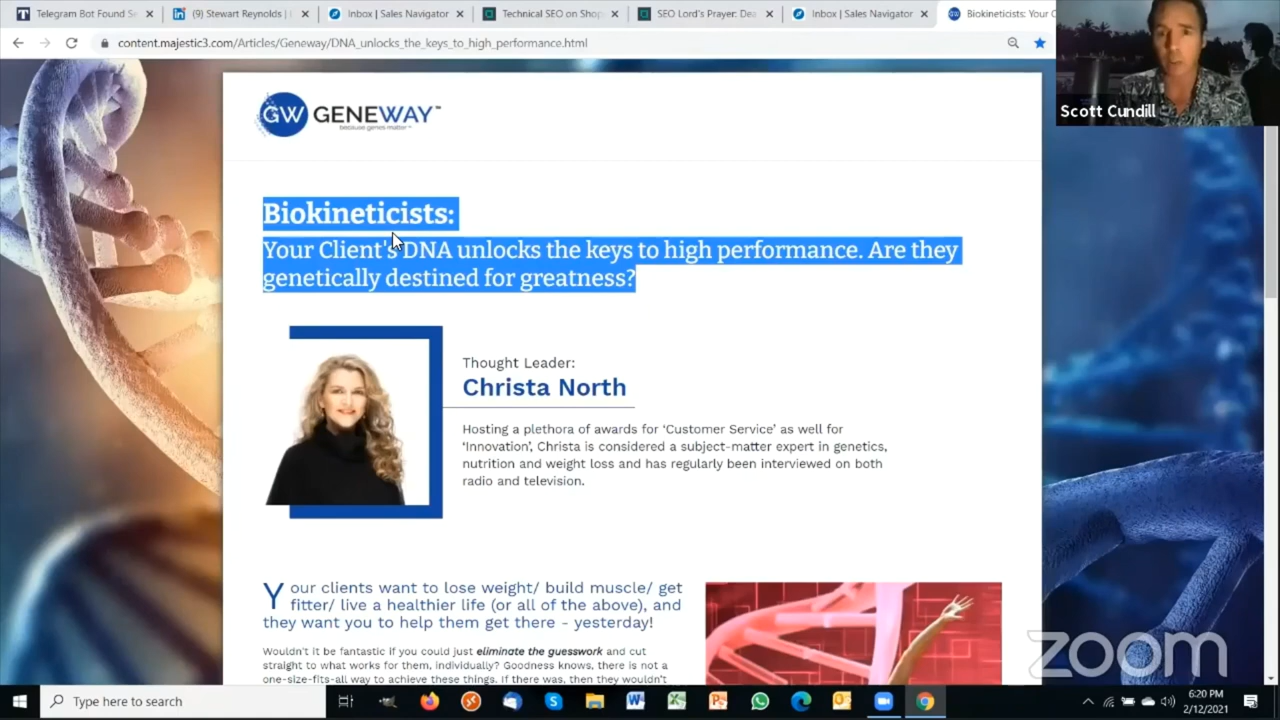 Telegram Bot Found Se
(9) Stewart Reynolds |
Inbox | Sales Navigator
Technical SEO on Shop
SEO Lord's Prayer: Dea
Inbox | Sales Navigator
Biokineticists: Your C
content.majestic3.com/Articles/Geneway/DNA_unlocks_the_keys_to_high_performance.html
Scott Cundill
GW GENEWAY™
because genes matter™
Biokineticists:
Your Client's DNA unlocks the keys to high performance. Are they
genetically destined for greatness?
Thought Leader:
Christa North
Hosting a plethora of awards for ‘Customer Service’ as well for
‘Innovation’, Christa is considered a subject-matter expert in genetics,
nutrition and weight loss and has regularly been interviewed on both
radio and television.
Your clients want to lose weight/ build muscle/ get
fitter/ live a healthier life (or all of the above), and
they want you to help them get there - yesterday!
Wouldn't it be fantastic if you could just eliminate the guesswork and cut
straight to what works for them, individually? Goodness knows, there is not a
one-size-fits-all way to achieve these things. If there was, then they wouldn't
zoom
Type here to search
6:20 PM
2/12/2021